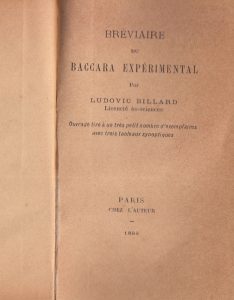 BRÉVIAIRE
DU
BACCARA EXPÉRIMENTAL
PAR
LUDOVIC BILLARD
Licencié ès-sciences
Ouvrage tiré à un très petit nombre d'exemplaires
avec trois tableaux synoptiques
PARIS
CHEZ L'AUTEUR